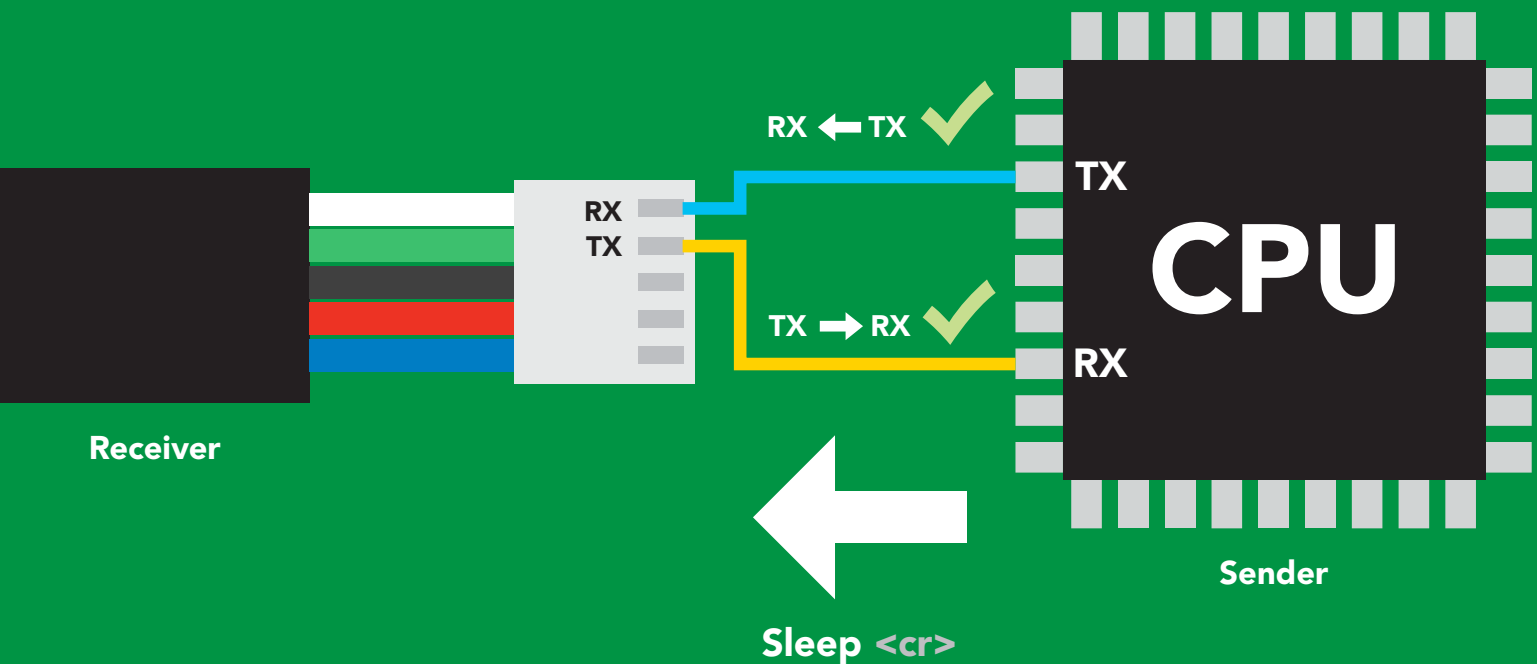 RX ← TX
TX
RX
TX
CPU
TX → RX
RX
Receiver
Sender
Sleep <cr>